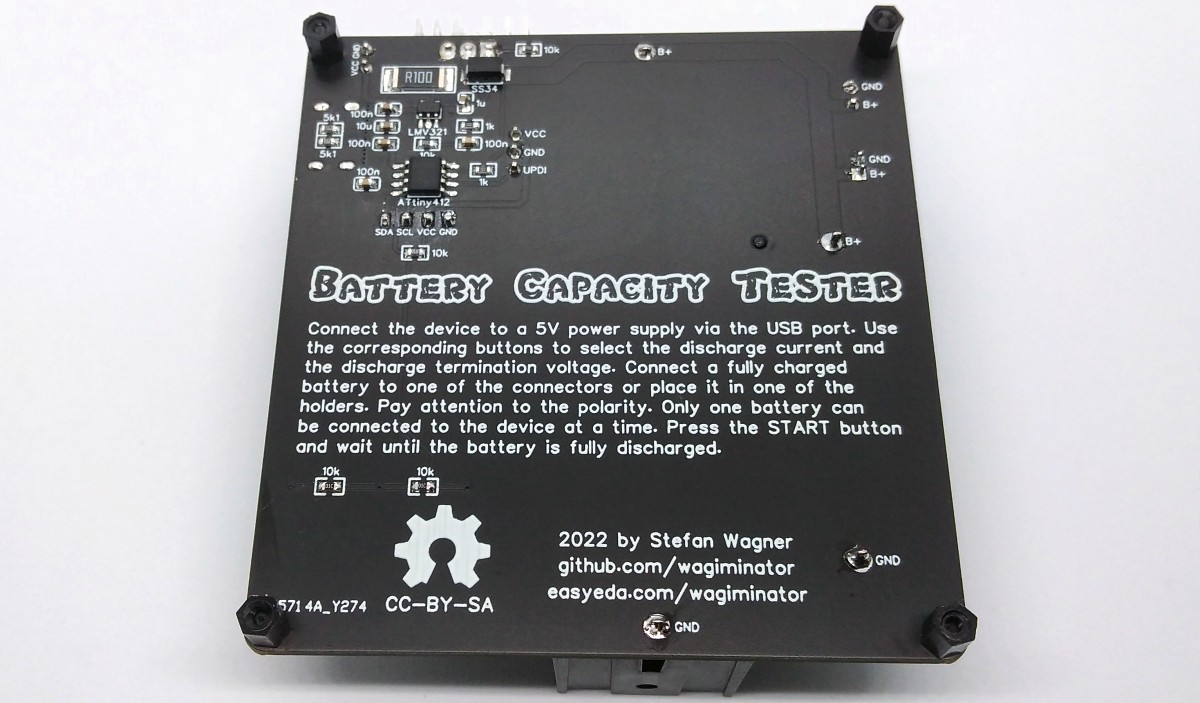 VCC GND
10k
B+
R100
SS34
GND
B+
100n
1u
5k1
10u
LMV321
1k
VCC
100n
10k
100n
GND
5k1
GND
B+
100n
1k
UPDI
ATtiny412
SDA SCL VCC GND
10k
B+
BATTERY CAPACITY TESTER
Connect the device to a 5V power supply via the USB port. Use
the corresponding buttons to select the discharge current and
the discharge termination voltage. Connect a fully charged
battery to one of the connectors or place it in one of the
holders. Pay attention to the polarity. Only one battery can
be connected to the device at a time. Press the START button
and wait until the battery is fully discharged.
10k 10k
2022 by Stefan Wagner
github.com/wagiminator
easyeda.com/wagiminator
GND
5714A_Y274
CC-BY-SA
GND